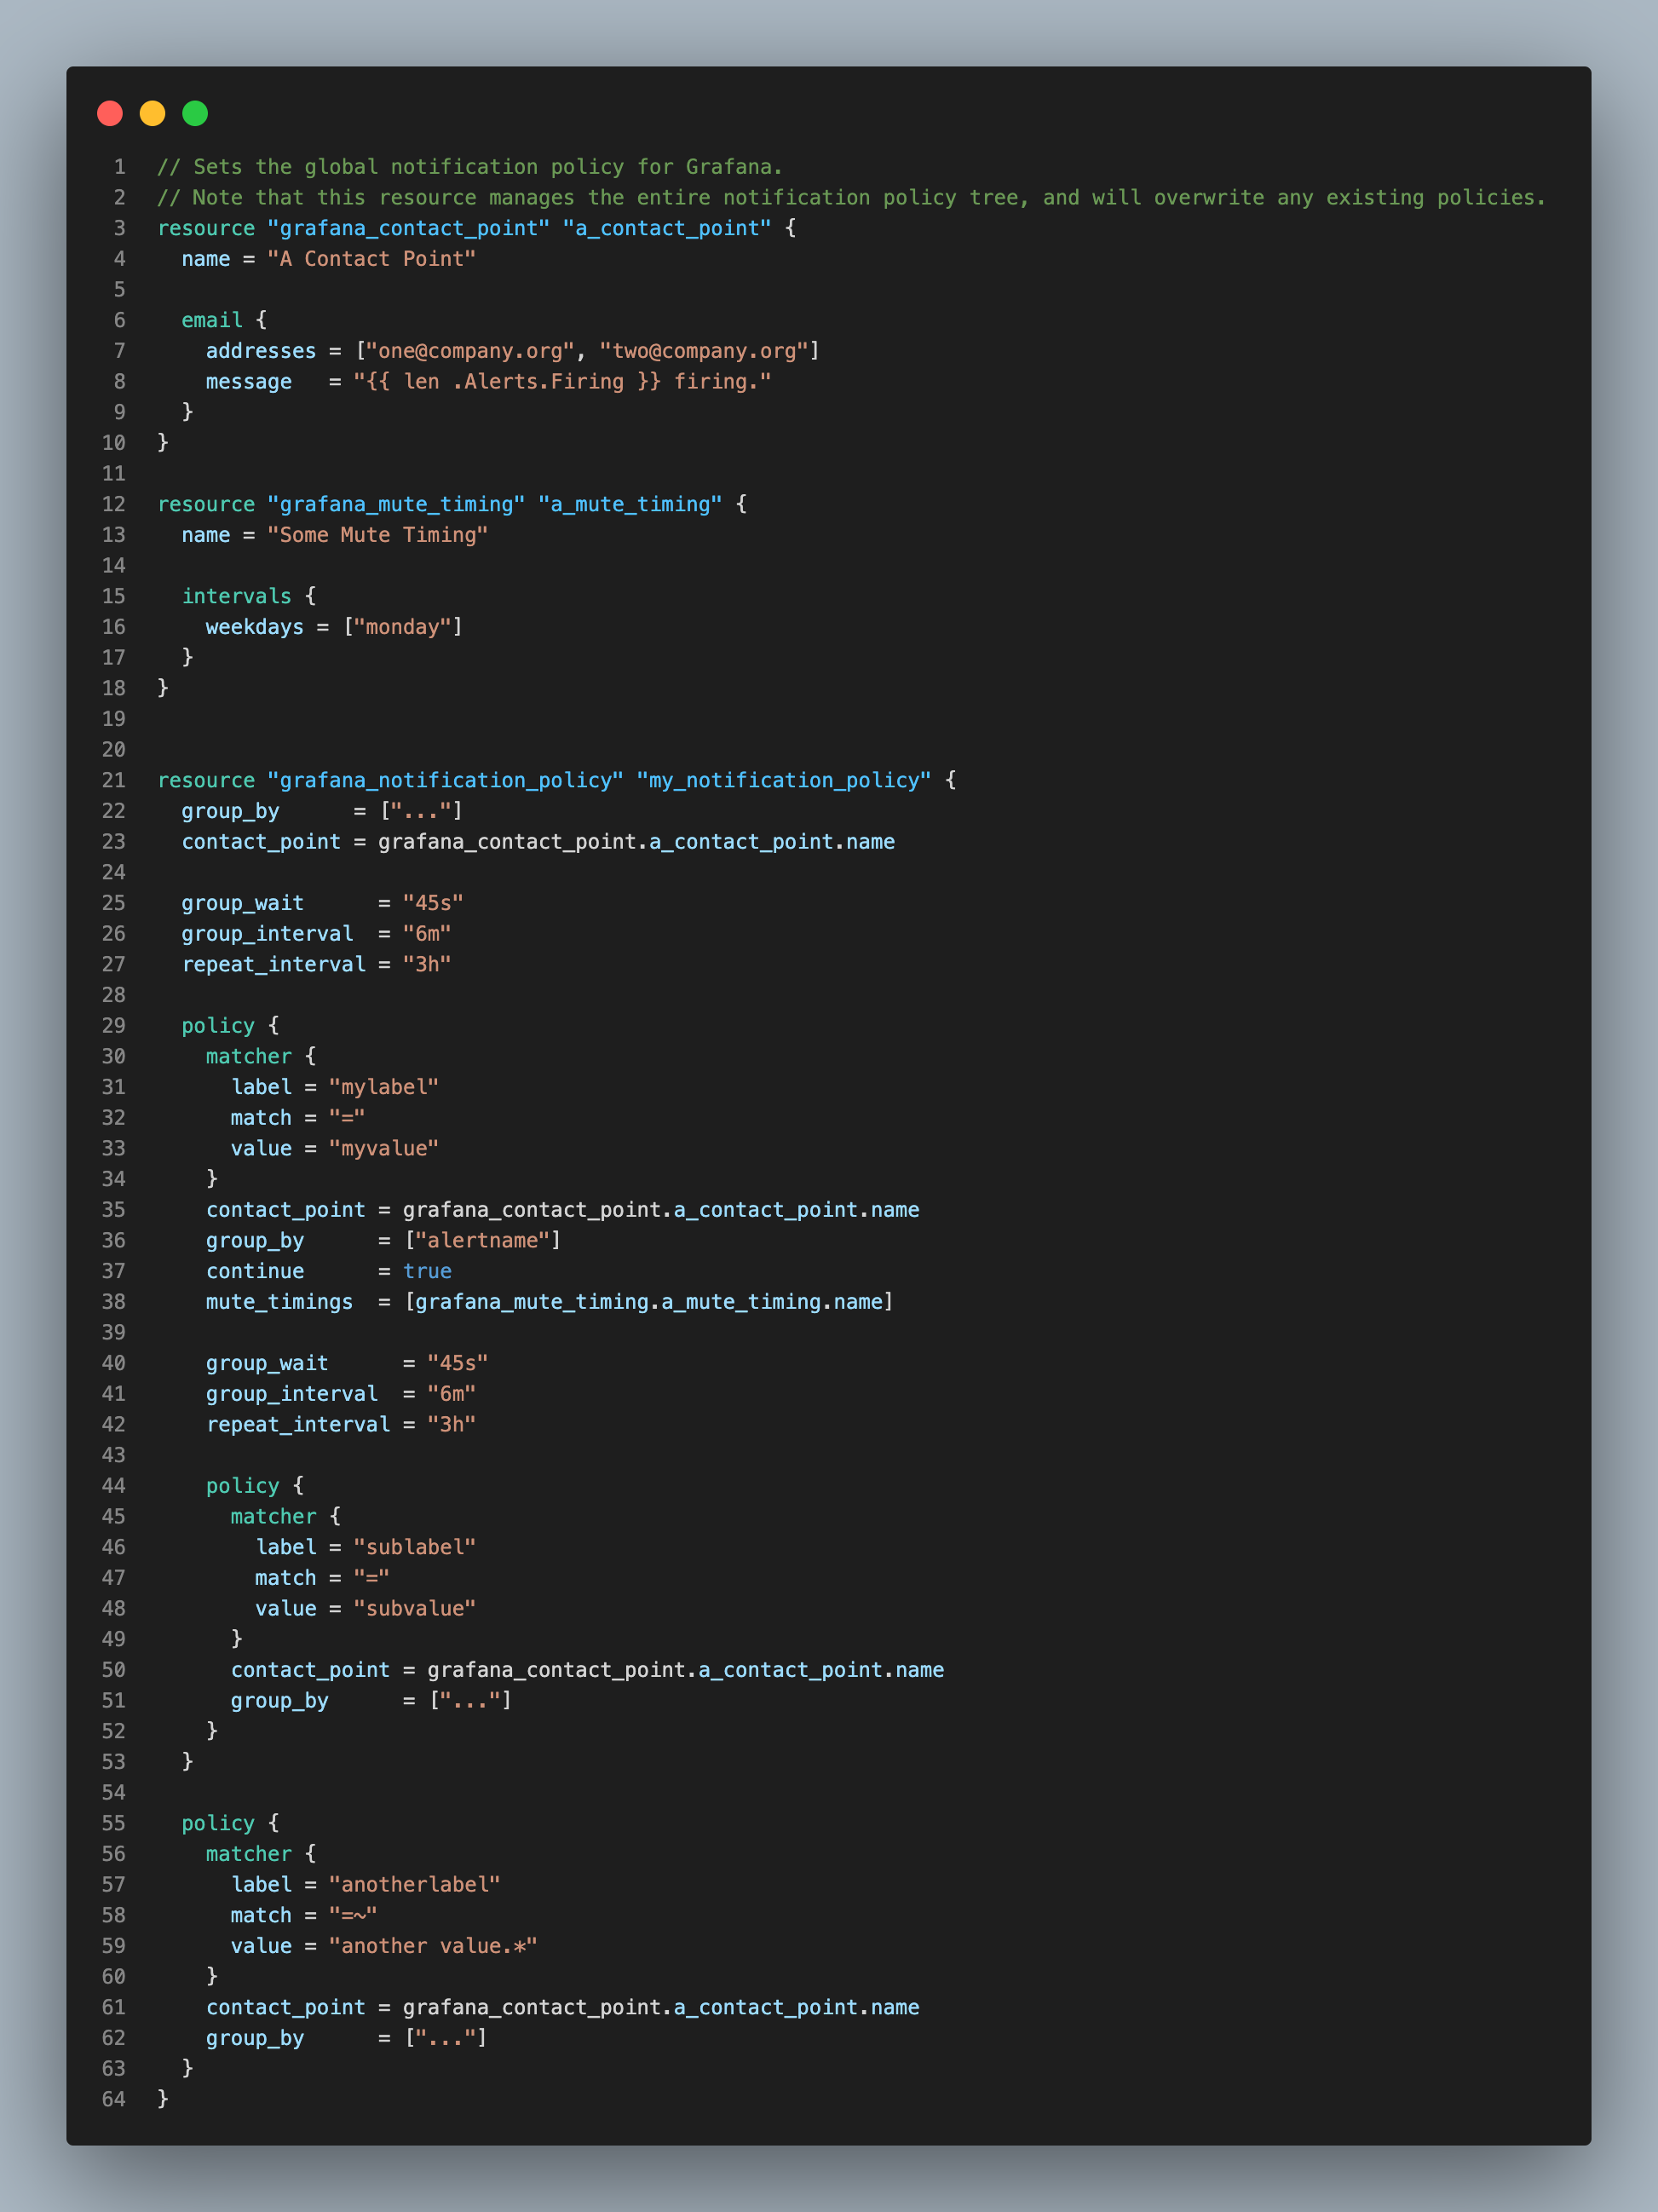 1 // Sets the global notification policy for Grafana.
2 // Note that this resource manages the entire notification policy tree, and will overwrite any existing policies.
3 resource "grafana_contact_point" "a_contact_point" {
4   name = "A Contact Point"
5
6   email {
7     addresses = ["one@company.org", "two@company.org"]
8     message   = "{{ len .Alerts.Firing }} firing."
9   }
10 }
11
12 resource "grafana_mute_timing" "a_mute_timing" {
13   name = "Some Mute Timing"
14
15   intervals {
16     weekdays = ["monday"]
17   }
18 }
19
20
21 resource "grafana_notification_policy" "my_notification_policy" {
22   group_by      = ["..."]
23   contact_point = grafana_contact_point.a_contact_point.name
24
25   group_wait      = "45s"
26   group_interval  = "6m"
27   repeat_interval = "3h"
28
29   policy {
30     matcher {
31       label = "mylabel"
32       match = "="
33       value = "myvalue"
34     }
35     contact_point = grafana_contact_point.a_contact_point.name
36     group_by      = ["alertname"]
37     continue      = true
38     mute_timings  = [grafana_mute_timing.a_mute_timing.name]
39
40     group_wait      = "45s"
41     group_interval  = "6m"
42     repeat_interval = "3h"
43
44     policy {
45       matcher {
46         label = "sublabel"
47         match = "="
48         value = "subvalue"
49       }
50       contact_point = grafana_contact_point.a_contact_point.name
51       group_by      = ["..."]
52     }
53   }
54
55   policy {
56     matcher {
57       label = "anotherlabel"
58       match = "=~"
59       value = "another value.*"
60     }
61     contact_point = grafana_contact_point.a_contact_point.name
62     group_by      = ["..."]
63   }
64 }